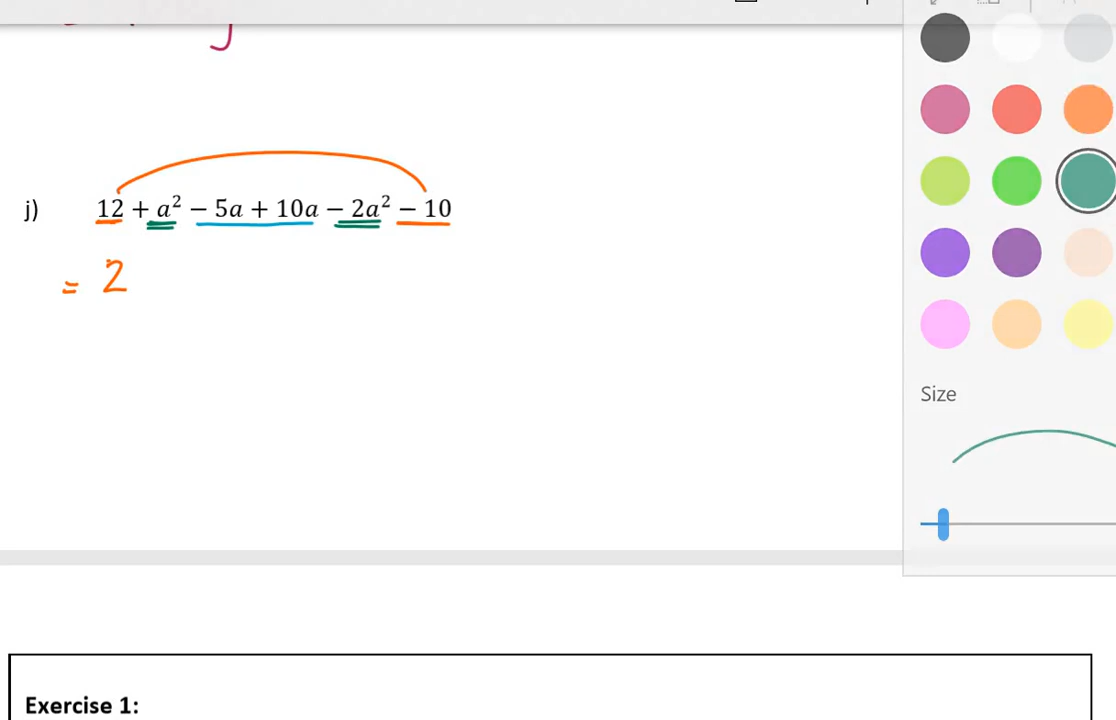 j) 12 + a² − 5a + 10a − 2a² − 10
= 2
Size
Exercise 1: